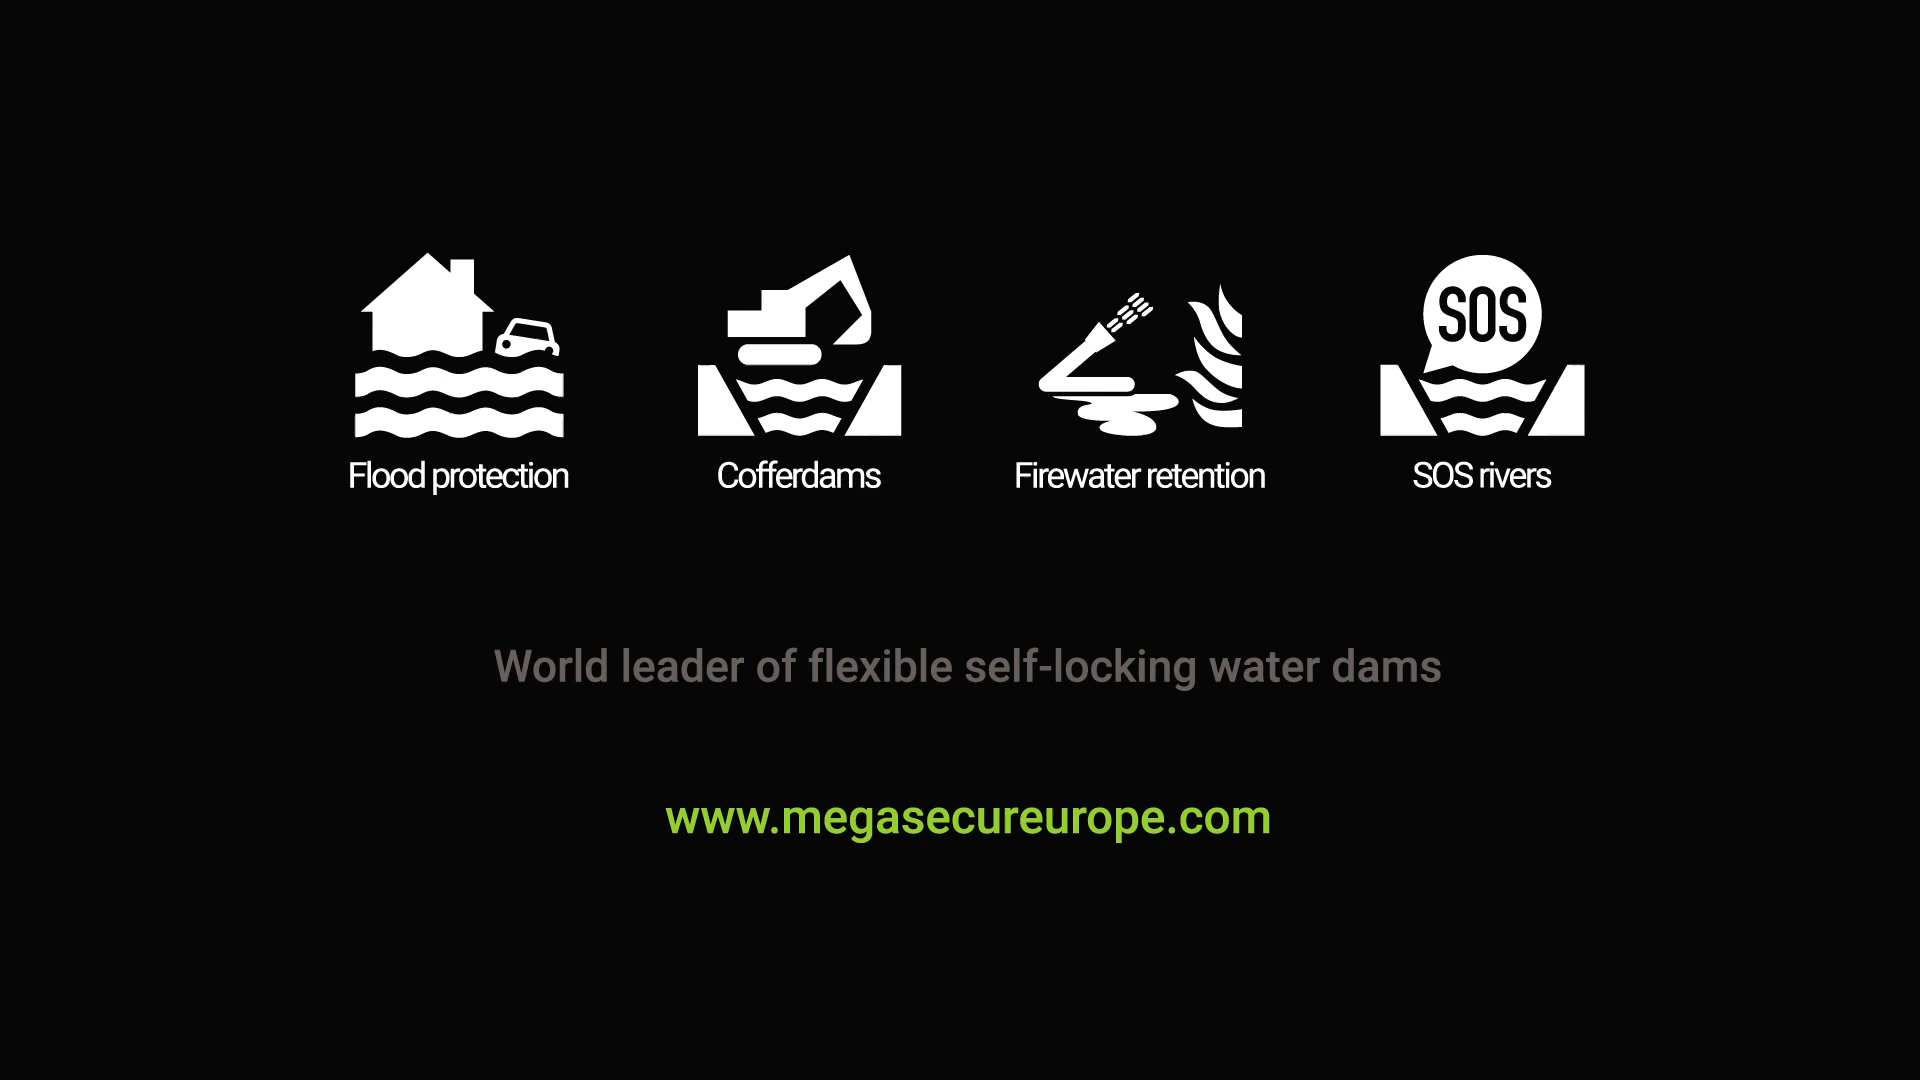 SOS
Flood protection
Cofferdams
Firewater retention
SOS rivers
World leader of flexible self-locking water dams
www.megasecureurope.com